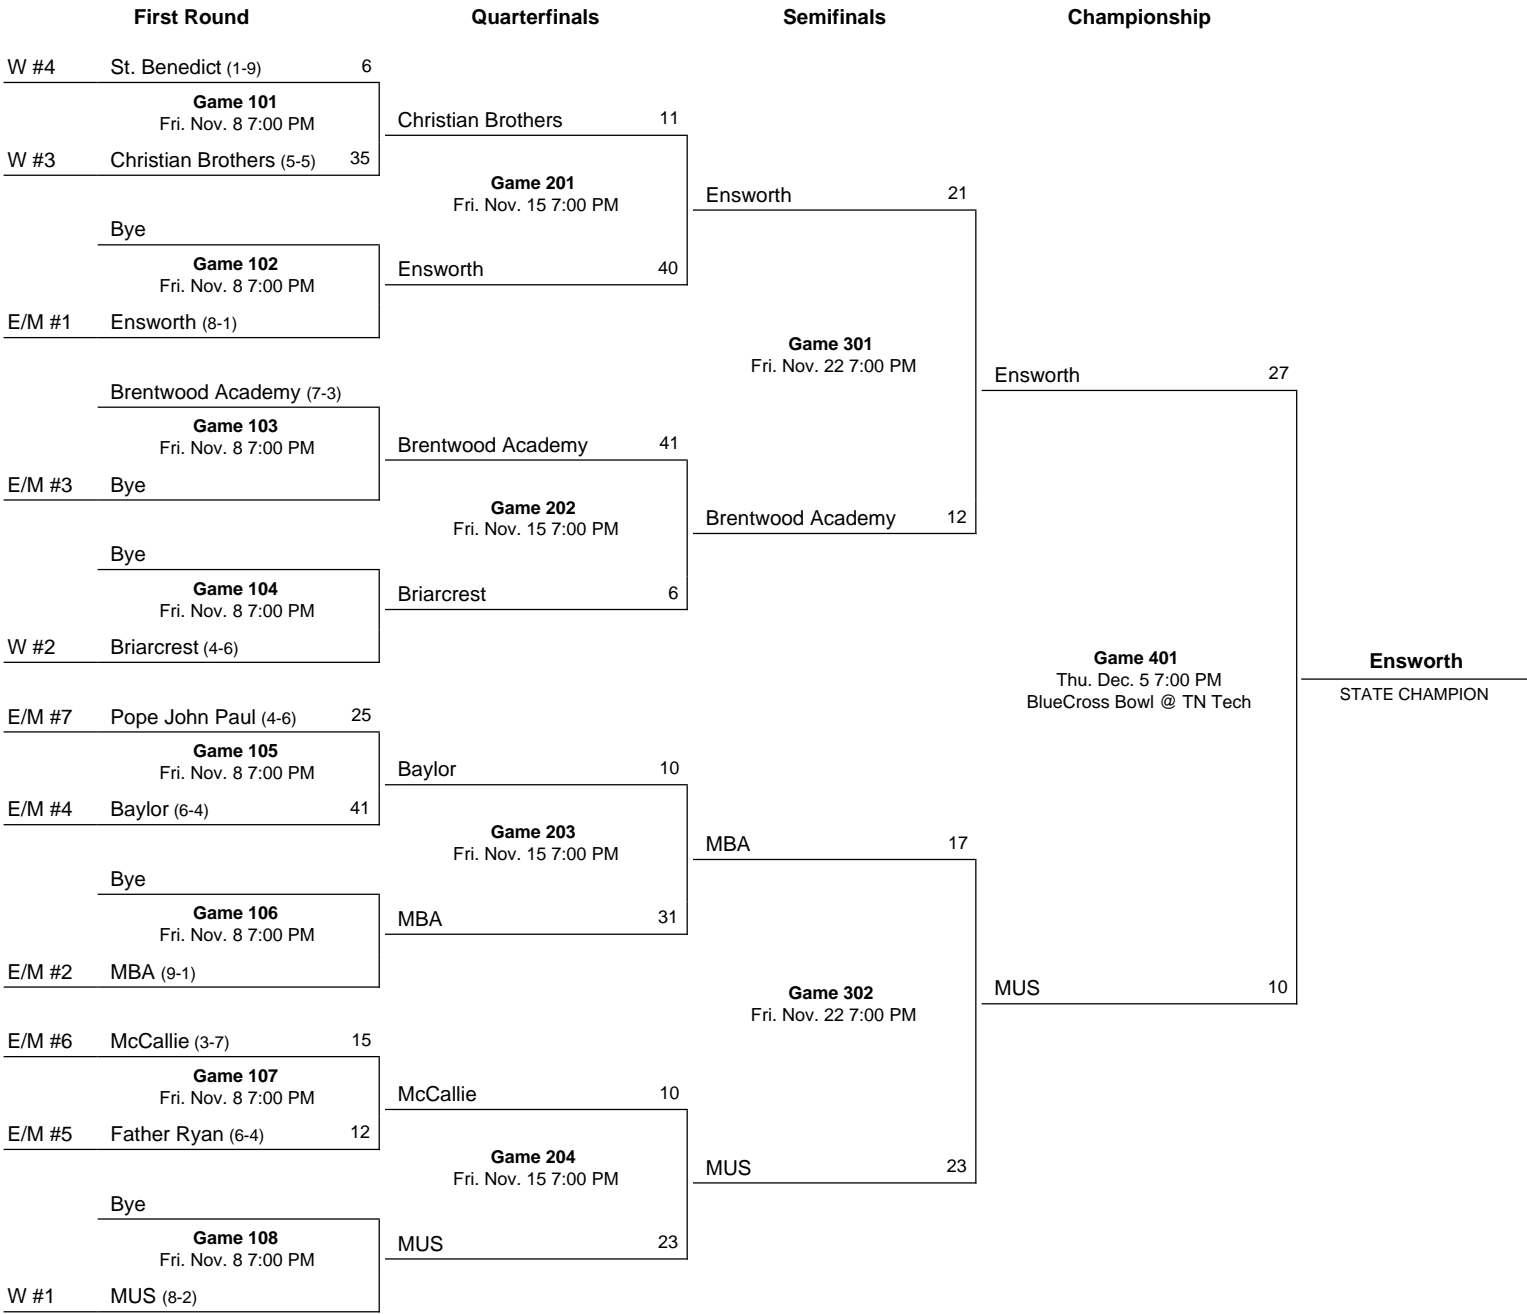 First Round Quarterfinals Semifinals Championship
W #4 St. Benedict (1-9) 6
Game 101
Fri. Nov. 8 7:00 PM
W #3 Christian Brothers (5-5) 35
Christian Brothers 11
Game 201
Fri. Nov. 15 7:00 PM
Bye
Game 102
Fri. Nov. 8 7:00 PM
E/M #1 Ensworth (8-1)
Ensworth 40
Ensworth 21
Game 301
Fri. Nov. 22 7:00 PM
Brentwood Academy (7-3)
Game 103
Fri. Nov. 8 7:00 PM
E/M #3 Bye
Brentwood Academy 41
Game 202
Fri. Nov. 15 7:00 PM
Bye
Game 104
Fri. Nov. 8 7:00 PM
W #2 Briarcrest (4-6)
Briarcrest 6
Brentwood Academy 12
Ensworth 27
Game 401
Thu. Dec. 5 7:00 PM
BlueCross Bowl @ TN Tech
Ensworth
STATE CHAMPION
E/M #7 Pope John Paul (4-6) 25
Game 105
Fri. Nov. 8 7:00 PM
E/M #4 Baylor (6-4) 41
Baylor 10
Game 203
Fri. Nov. 15 7:00 PM
Bye
Game 106
Fri. Nov. 8 7:00 PM
E/M #2 MBA (9-1)
MBA 31
MBA 17
Game 302
Fri. Nov. 22 7:00 PM
MUS 10
E/M #6 McCallie (3-7) 15
Game 107
Fri. Nov. 8 7:00 PM
E/M #5 Father Ryan (6-4) 12
McCallie 10
Game 204
Fri. Nov. 15 7:00 PM
MUS 23
Bye
Game 108
Fri. Nov. 8 7:00 PM
W #1 MUS (8-2)
MUS 23